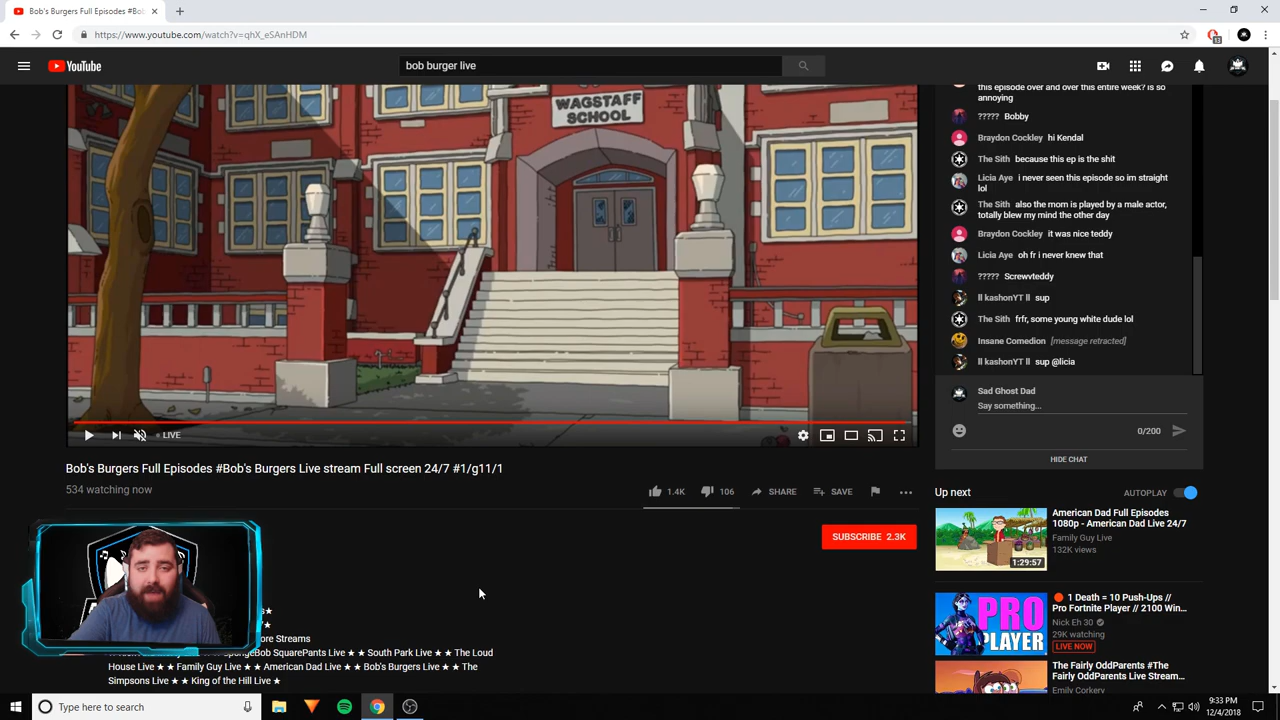 Bob's Burgers Full Episodes #Bo
https://www.youtube.com/watch?v=qhX_eSAnHDM
13
YouTube
bob burger live
WAGSTAFF
SCHOOL
this episode over and over this entire week? is so
annoying
????? Bobby
Braydon Cockley hi Kendal
The Sith because this ep is the shit
Licia Aye i never seen this episode so im straight
lol
The Sith also the mom is played by a male actor,
totally blew my mind the other day
Braydon Cockley it was nice teddy
Licia Aye oh fr i never knew that
????? Screwvteddy
ll kashonYT ll sup
The Sith frfr, some young white dude lol
Insane Comedion [message retracted]
ll kashonYT ll sup @licia
Sad Ghost Dad
Say something...
0/200
HIDE CHAT
LIVE
Bob's Burgers Full Episodes #Bob's Burgers Live stream Full screen 24/7 #1/g11/1
534 watching now
1.4K 106 SHARE SAVE
SUBSCRIBE 2.3K
ore Streams
SpongeBob SquarePants Live ★ ★ South Park Live ★ ★ The Loud
House Live ★ ★ Family Guy Live ★ ★ American Dad Live ★ ★ Bob's Burgers Live ★ ★ The
Simpsons Live ★ ★ King of the Hill Live ★
Up next
AUTOPLAY
American Dad Full Episodes
1080p - American Dad Live 24/7
Family Guy Live
132K views
1:29:57
PRO
PLAYER
1 Death = 10 Push-Ups //
Pro Fortnite Player // 2100 Win...
Nick Eh 30
29K watching
LIVE NOW
The Fairly OddParents #The
Fairly OddParents Live Stream...
Emily Corkery
Type here to search
9:33 PM
12/4/2018